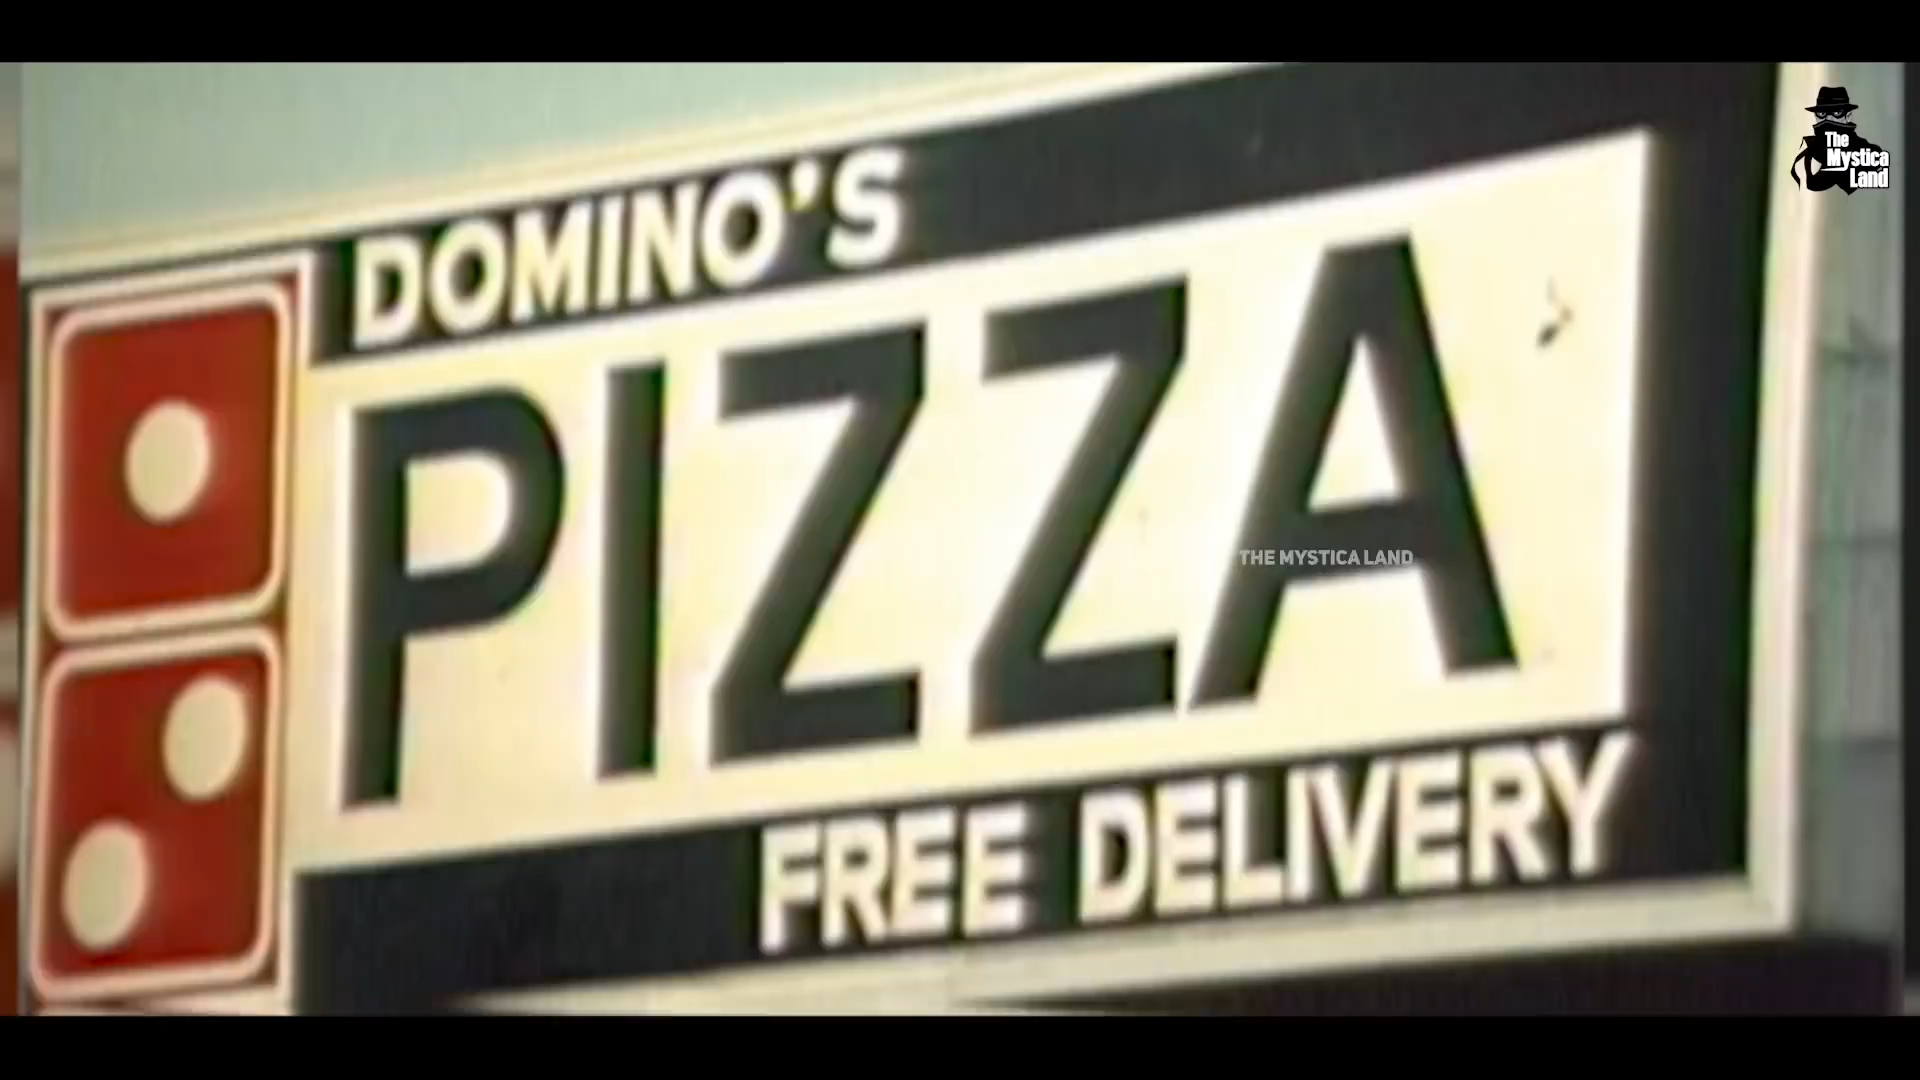 The
Mystica
Land
DOMINO'S
PIZZA
THE MYSTICA LAND
FREE DELIVERY